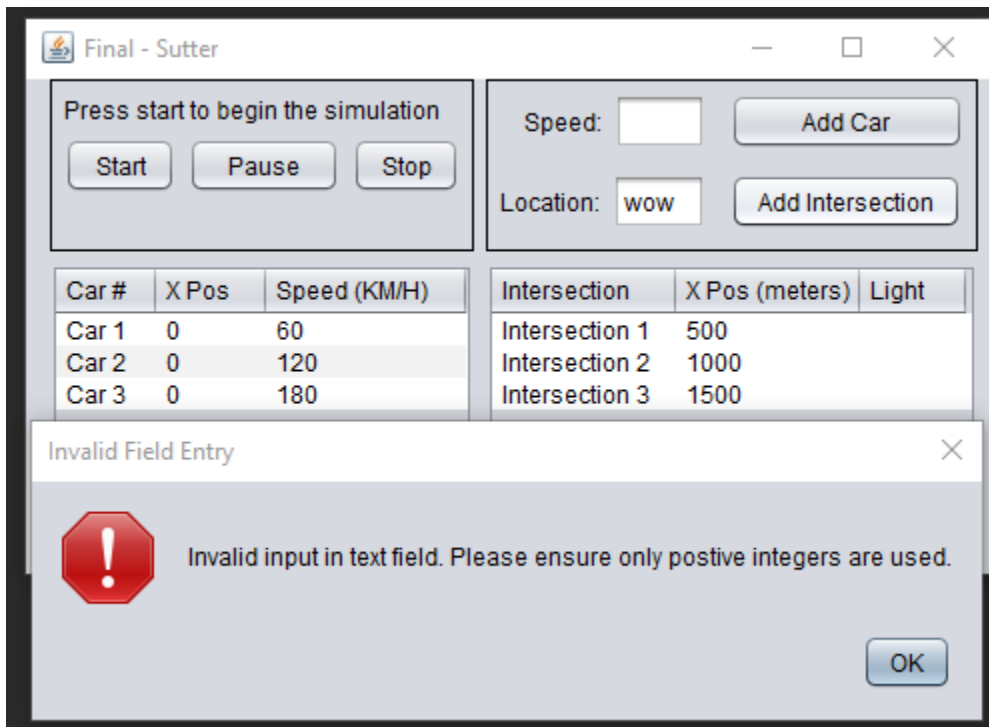 Final - Sutter
Press start to begin the simulation
Start Pause Stop
Speed: Add Car
Location: wow Add Intersection
Car # X Pos Speed (KM/H)
Car 1 0 60
Car 2 0 120
Car 3 0 180
Intersection X Pos (meters) Light
Intersection 1 500
Intersection 2 1000
Intersection 3 1500
Invalid Field Entry
Invalid input in text field. Please ensure only postive integers are used.
OK